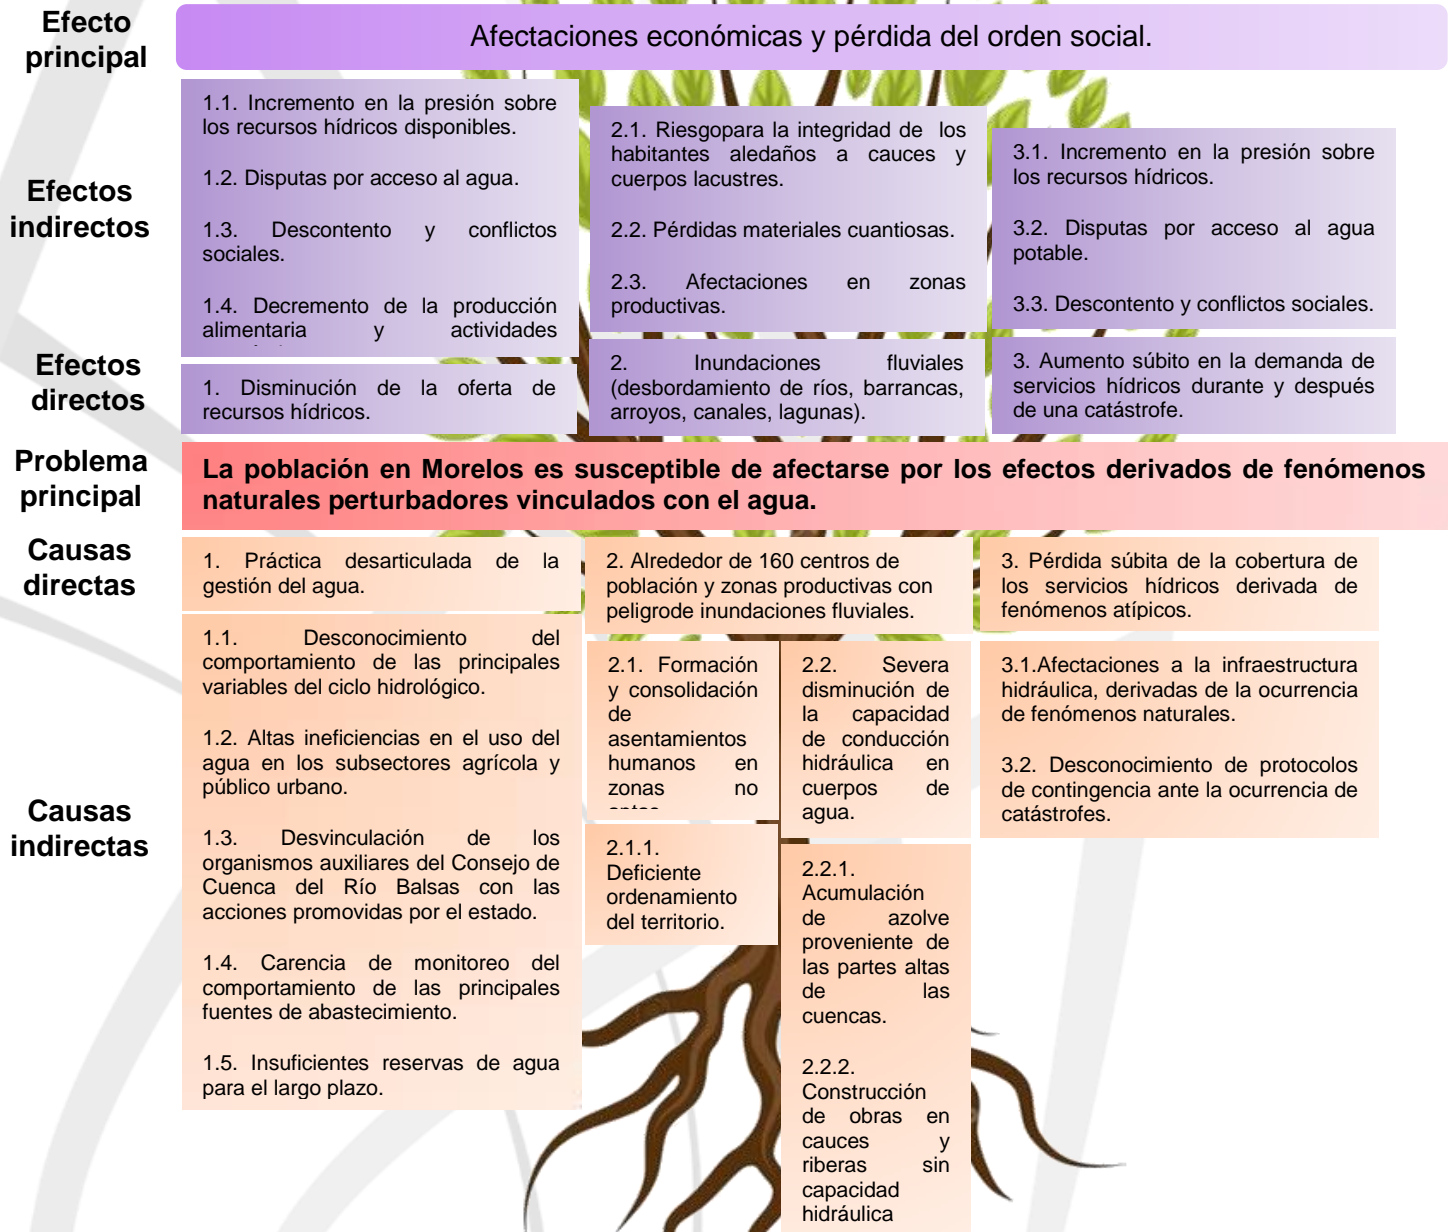 Efecto
principal
Afectaciones económicas y pérdida del orden social.
Efectos
indirectos
1.1. Incremento en la presión sobre
los recursos hídricos disponibles.
1.2. Disputas por acceso al agua.
1.3. Descontento y conflictos
sociales.
1.4. Decremento de la producción
alimentaria y actividades
2.1. Riesgopara la integridad de los
habitantes aledaños a cauces y
cuerpos lacustres.
2.2. Pérdidas materiales cuantiosas.
2.3. Afectaciones en zonas
productivas.
3.1. Incremento en la presión sobre
los recursos hídricos.
3.2. Disputas por acceso al agua
potable.
3.3. Descontento y conflictos sociales.
Efectos
directos
1. Disminución de la oferta de
recursos hídricos.
2. Inundaciones fluviales
(desbordamiento de ríos, barrancas,
arroyos, canales, lagunas).
3. Aumento súbito en la demanda de
servicios hídricos durante y después
de una catástrofe.
Problema
principal
La población en Morelos es susceptible de afectarse por los efectos derivados de fenómenos
naturales perturbadores vinculados con el agua.
Causas
directas
1. Práctica desarticulada de la
gestión del agua.
2. Alrededor de 160 centros de
población y zonas productivas con
peligrode inundaciones fluviales.
3. Pérdida súbita de la cobertura de
los servicios hídricos derivada de
fenómenos atípicos.
Causas
indirectas
1.1. Desconocimiento del
comportamiento de las principales
variables del ciclo hidrológico.
1.2. Altas ineficiencias en el uso del
agua en los subsectores agrícola y
público urbano.
1.3. Desvinculación de los
organismos auxiliares del Consejo de
Cuenca del Río Balsas con las
acciones promovidas por el estado.
1.4. Carencia de monitoreo del
comportamiento de las principales
fuentes de abastecimiento.
1.5. Insuficientes reservas de agua
para el largo plazo.
2.1. Formación
y consolidación
de
asentamientos
humanos en
zonas no
2.1.1.
Deficiente
ordenamiento
del territorio.
2.2. Severa
disminución de
la capacidad
de conducción
hidráulica en
cuerpos de
agua.
2.2.1.
Acumulación
de azolve
proveniente de
las partes altas
de las
cuencas.
2.2.2.
Construcción
de obras en
cauces y
riberas sin
capacidad
hidráulica
3.1.Afectaciones a la infraestructura
hidráulica, derivadas de la ocurrencia
de fenómenos naturales.
3.2. Desconocimiento de protocolos
de contingencia ante la ocurrencia de
catástrofes.